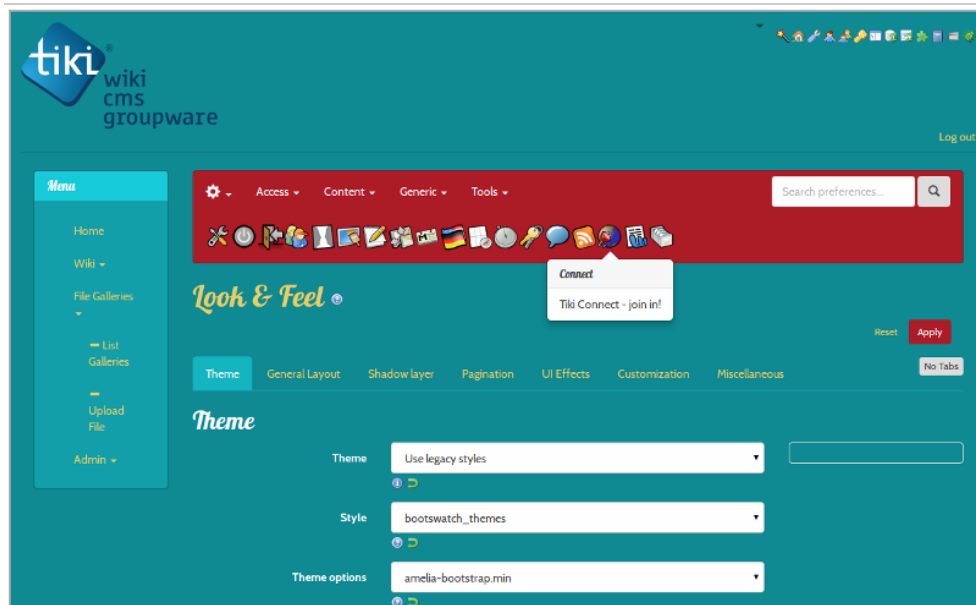 tiki®
wiki
cms
groupware
Log out
Menu
Home
Wiki
File Galleries
List
Galleries
Upload
File
Admin
Access
Content
Generic
Tools
Search preferences...
Connect
Tiki Connect - join in!
Look & Feel
Reset
Apply
Theme
General Layout
Shadow layer
Pagination
UI Effects
Customization
Miscellaneous
No Tabs
Theme
Theme
Use legacy styles
Style
bootswatch_themes
Theme options
amelia-bootstrap.min